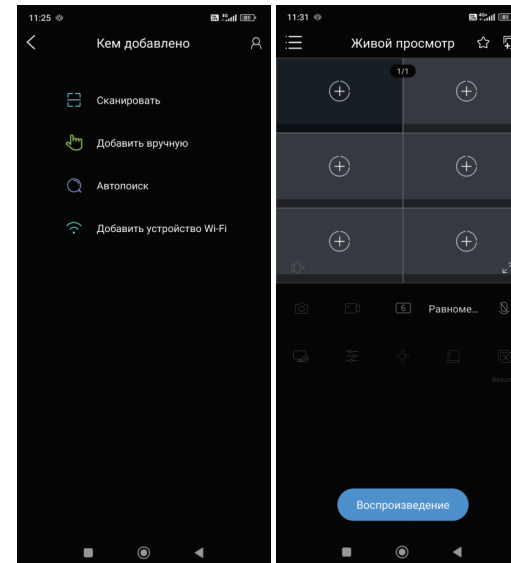 11:25
Кем добавлено
Сканировать
Добавить вручную
Автопоиск
Добавить устройство Wi-Fi
11:31
Живой просмотр
1/1
6
Равноме...
Воспроизведение